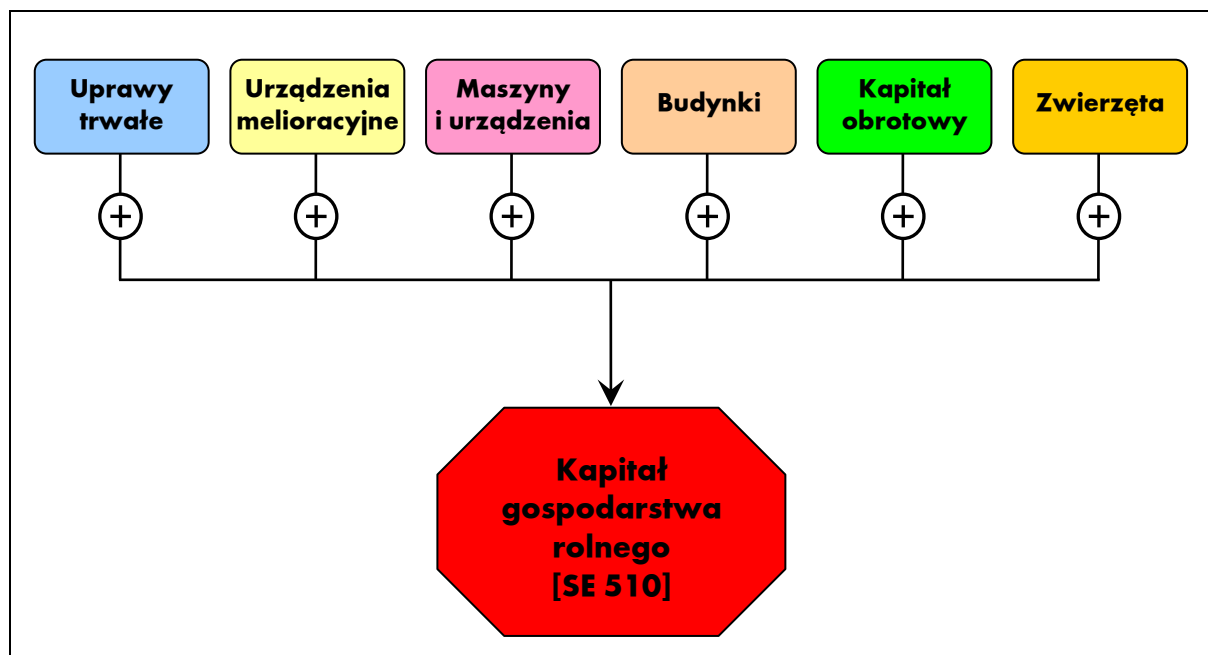 Uprawy
trwałe
Urządzenia
melioracyjne
Maszyny
i urządzenia
Budynki
Kapitał
obrotowy
Zwierzęta
+ + + + + +
Kapitał
gospodarstwa
rolnego
[SE 510]